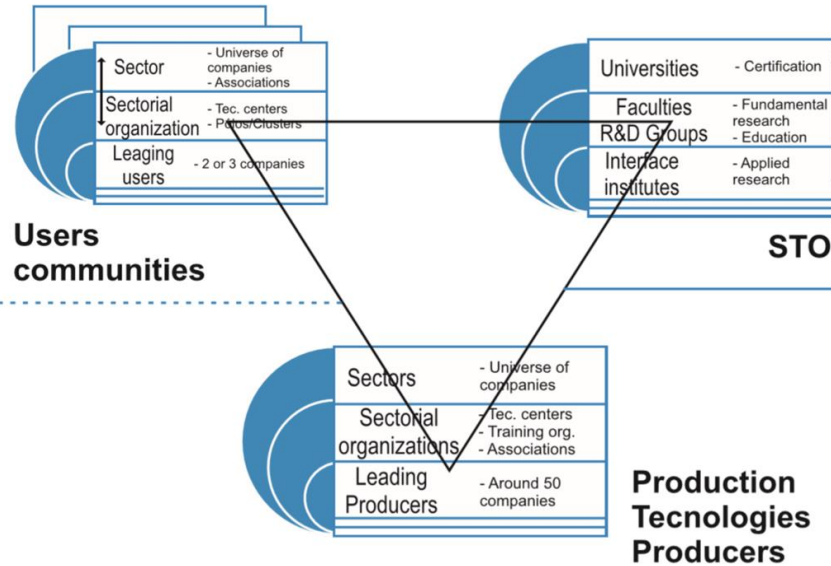 Sector
- Universe of
companies
- Associations
Sectorial
organization
- Tec. centers
- Pólos/Clusters
Leaging
users
- 2 or 3 companies
Users
communities
Universities
- Certification
Faculties
R&D Groups
- Fundamental
research
- Education
Interface
institutes
- Applied
research
STO
Sectors
- Universe of
companies
Sectorial
organizations
- Tec. centers
- Training org.
- Associations
Leading
Producers
- Around 50
companies
Production
Tecnologies
Producers